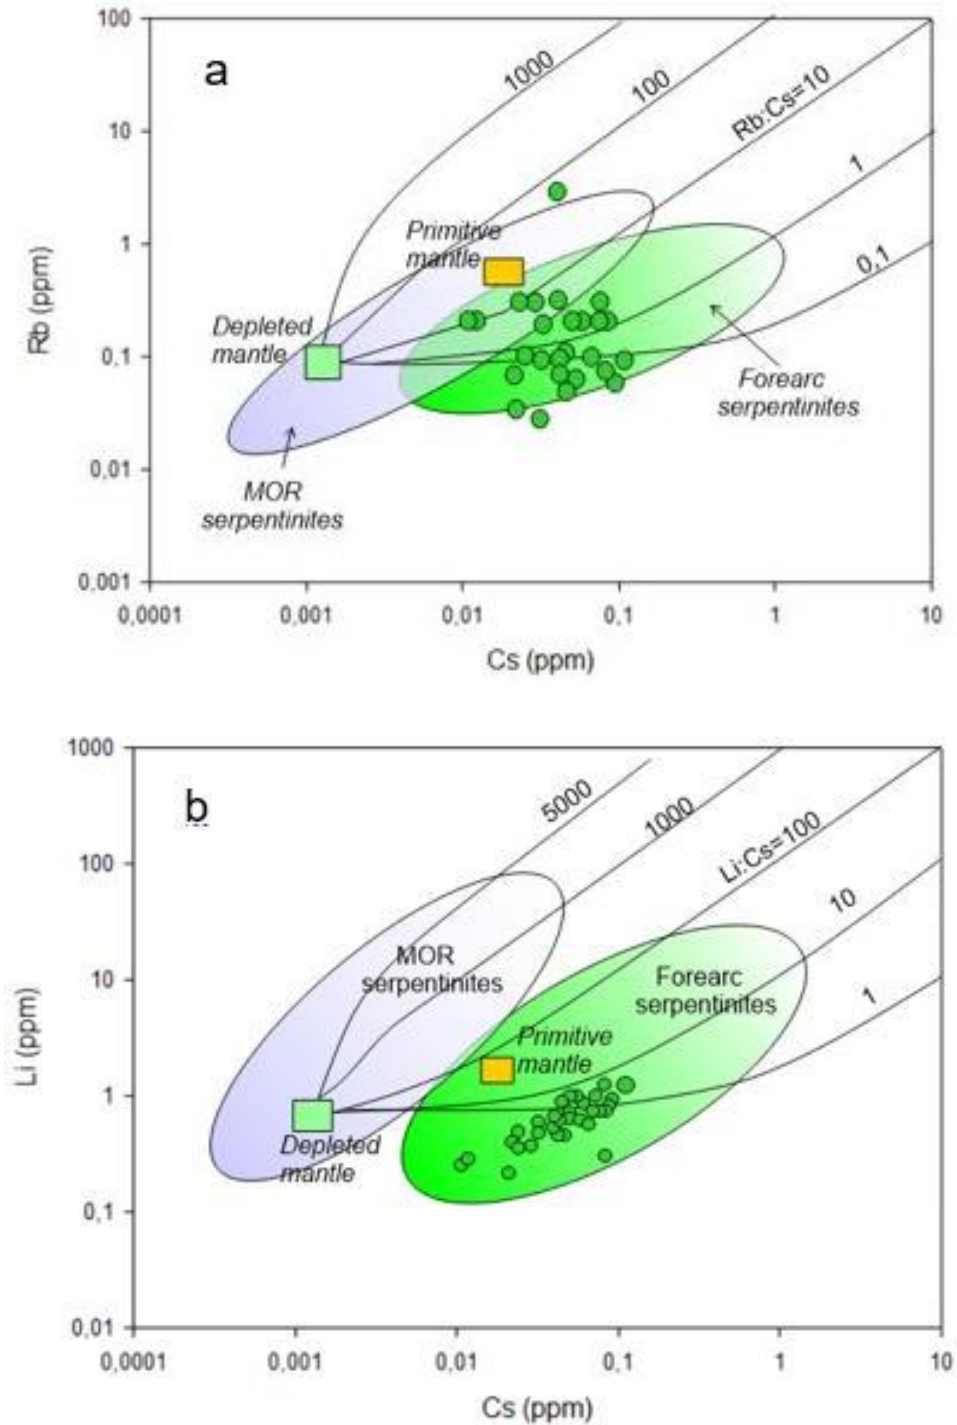 100
a
1000
100
Rb:Cs=10
10
1
Primitive
mantle
1
0,1
Rb (ppm)
Depleted
mantle
0,1
Forearc
serpentinites
0,01
MOR
serpentinites
0.001
0,0001
0,001
0,01
0,1
1
10
Cs (ppm)
1000
b
5000
1000
Li:Cs=100
100
10
MOR
serpentinites
Forearc
serpentinites
10
1
Li (ppm)
Primitive
mantle
1
Depleted
mantle
0,1
0,01
0,0001
0,001
0,01
0,1
1
10
Cs (ppm)